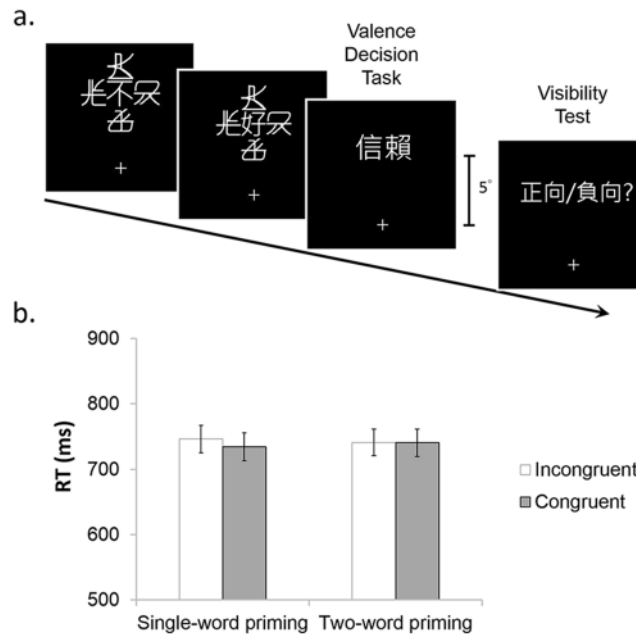 a.
Valence
Decision
Task
Visibility
Test
不
好
信賴
5°
正向/負向?
b.
900
800
700
600
500
RT (ms)
Incongruent
Congruent
Single-word priming
Two-word priming